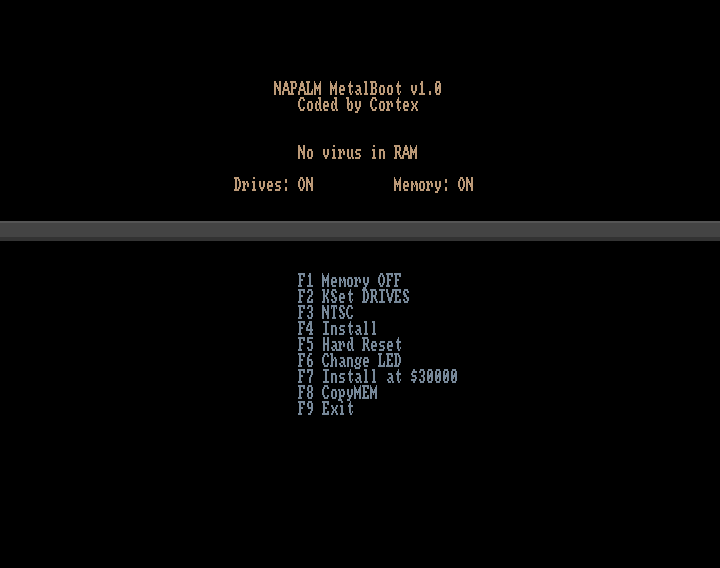 NAPALM MetalBoot v1.0
Coded by Cortex
No virus in RAM
Drives: ON Memory: ON
F1 Memory OFF
F2 KSet DRIVES
F3 NTSC
F4 Install
F5 Hard Reset
F6 Change LED
F7 Install at $30000
F8 CopyMEM
F9 Exit